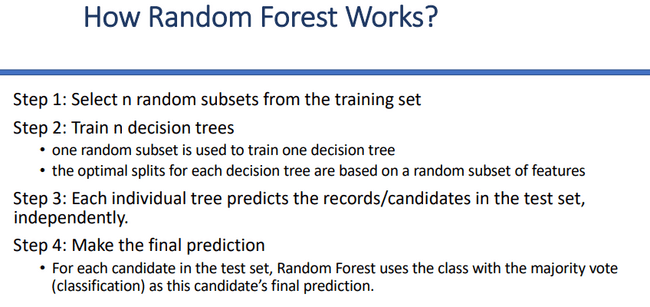 How Random Forest Works?
Step 1: Select n random subsets from the training set
Step 2: Train n decision trees
• one random subset is used to train one decision tree
• the optimal splits for each decision tree are based on a random subset of features
Step 3: Each individual tree predicts the records/candidates in the test set,
independently.
Step 4: Make the final prediction
• For each candidate in the test set, Random Forest uses the class with the majority vote
(classification) as this candidate's final prediction.